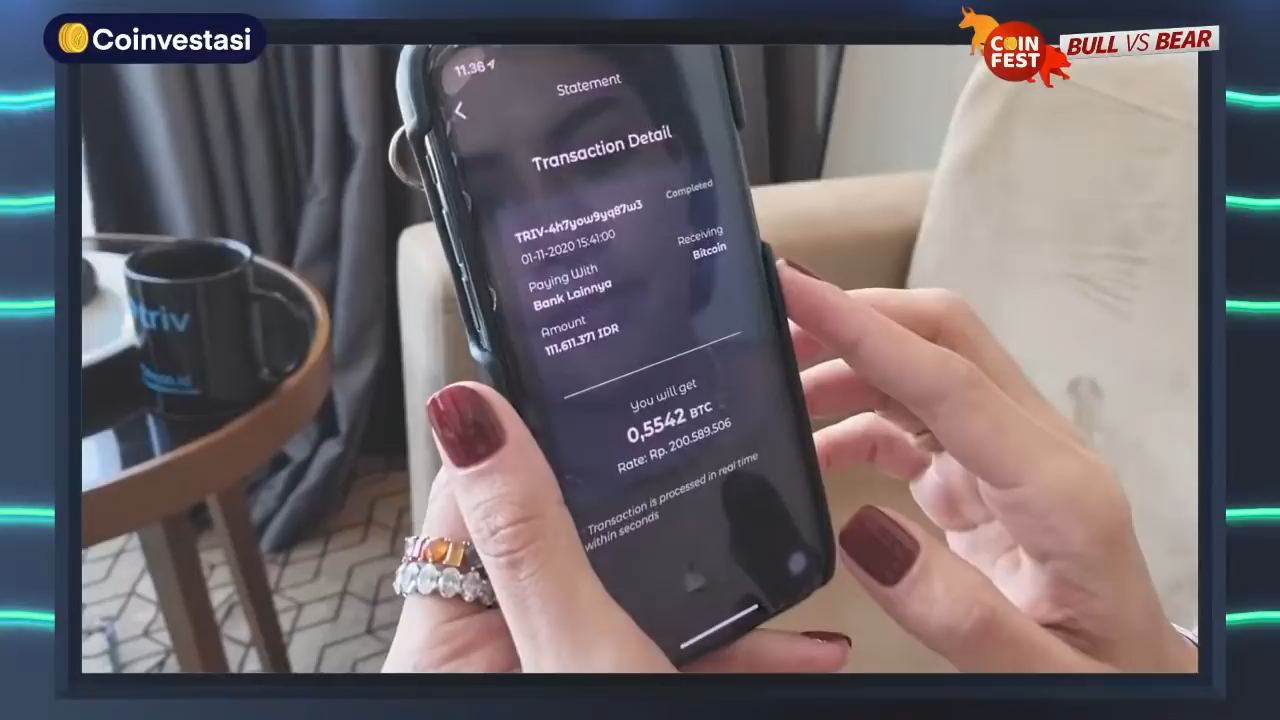 Coinvestasi
COIN
FEST
BULL VS BEAR
11.36
Statement
Transaction Detail
TRIV-4h7yow9yq87w3
Completed
01-11-2020 15:41:00
Receiving
Bitcoin
Paying With
Bank Lainnya
Amount
111.611.371 IDR
You will get
0,5542 BTC
Rate: Rp. 200.589.506
Transaction is processed in real time
within seconds
triv